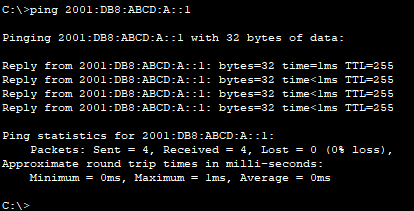 C:\>ping 2001:DB8:ABCD:A::1
Pinging 2001:DB8:ABCD:A::1 with 32 bytes of data:
Reply from 2001:DB8:ABCD:A::1: bytes=32 time=1ms TTL=255
Reply from 2001:DB8:ABCD:A::1: bytes=32 time<1ms TTL=255
Reply from 2001:DB8:ABCD:A::1: bytes=32 time<1ms TTL=255
Reply from 2001:DB8:ABCD:A::1: bytes=32 time<1ms TTL=255
Ping statistics for 2001:DB8:ABCD:A::1:
Packets: Sent = 4, Received = 4, Lost = 0 (0% loss),
Approximate round trip times in milli-seconds:
Minimum = 0ms, Maximum = 1ms, Average = 0ms
C:\>